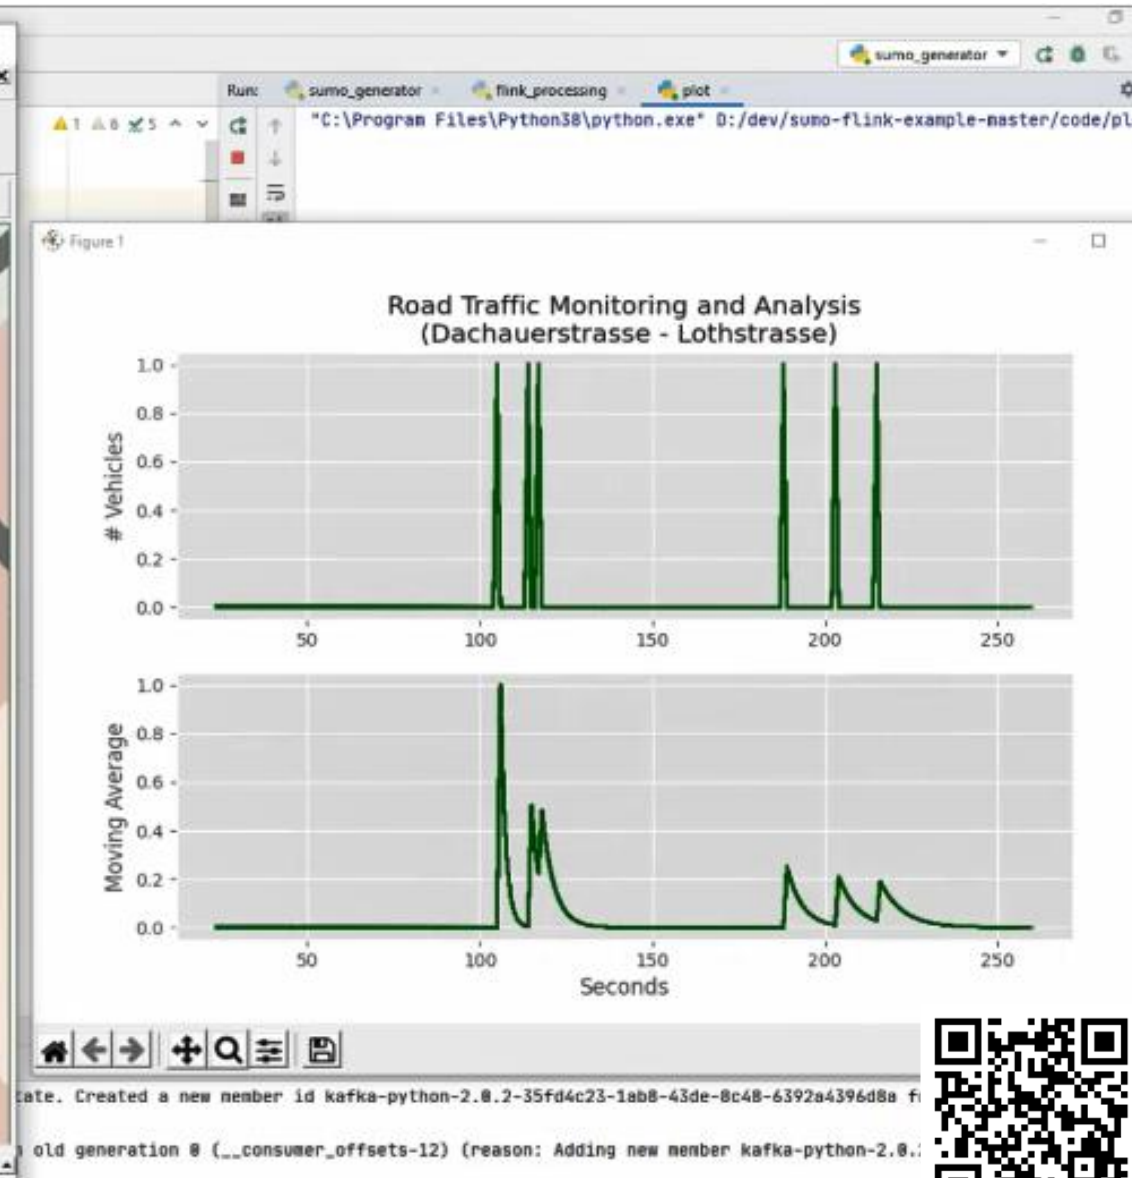 sumo_generator
Run: sumo_generator flink_processing plot
1 6 5
"C:\Program Files\Python38\python.exe" D:/dev/sumo-flink-example-master/code/pl
Figure 1
Road Traffic Monitoring and Analysis
(Dachauerstrasse - Lothstrasse)
# Vehicles
1.0
0.8
0.6
0.4
0.2
0.0
50 100 150 200 250
Moving Average
1.0
0.8
0.6
0.4
0.2
0.0
50 100 150 200 250
Seconds
cate. Created a new member id kafka-python-2.0.2-35fd4c23-1ab8-43de-8c48-6392a4396d8a f
old generation 0 (__consumer_offsets-12) (reason: Adding new member kafka-python-2.0.